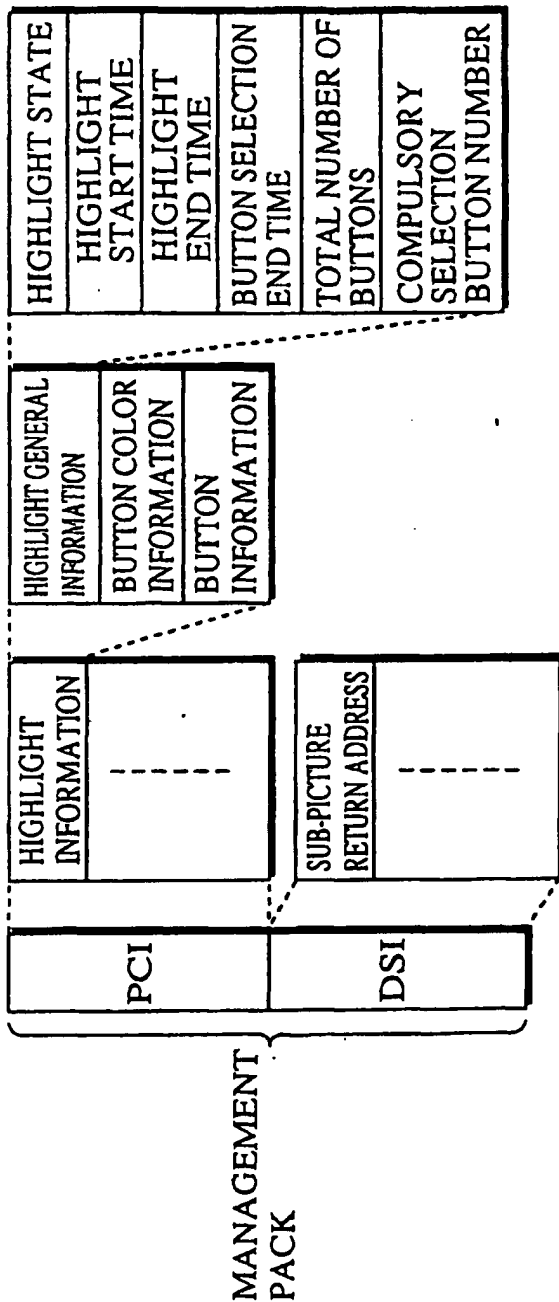 MANAGEMENT
PACK
PCI
DSI
HIGHLIGHT
INFORMATION
SUB-PICTURE
RETURN ADDRESS
HIGHLIGHT GENERAL
INFORMATION
BUTTON COLOR
INFORMATION
BUTTON
INFORMATION
HIGHLIGHT STATE
HIGHLIGHT
START TIME
HIGHLIGHT
END TIME
BUTTON SELECTION
END TIME
TOTAL NUMBER OF
BUTTONS
COMPULSORY
SELECTION
BUTTON NUMBER